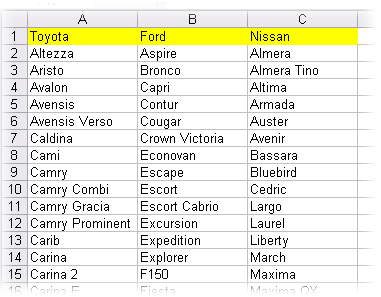 A B C
1 Toyota Ford Nissan
2 Altezza Aspire Almera
3 Aristo Bronco Almera Tino
4 Avalon Capri Altima
5 Avensis Contur Armada
6 Avensis Verso Cougar Auster
7 Caldina Crown Victoria Avenir
8 Cami Econovan Bassara
9 Camry Escape Bluebird
10 Camry Combi Escort Cedric
11 Camry Gracia Escort Cabrio Largo
12 Camry Prominent Excursion Laurel
13 Carib Expedition Liberty
14 Carina Explorer March
15 Carina 2 F150 Maxima
16 Carina E Fiesta Maxima QX